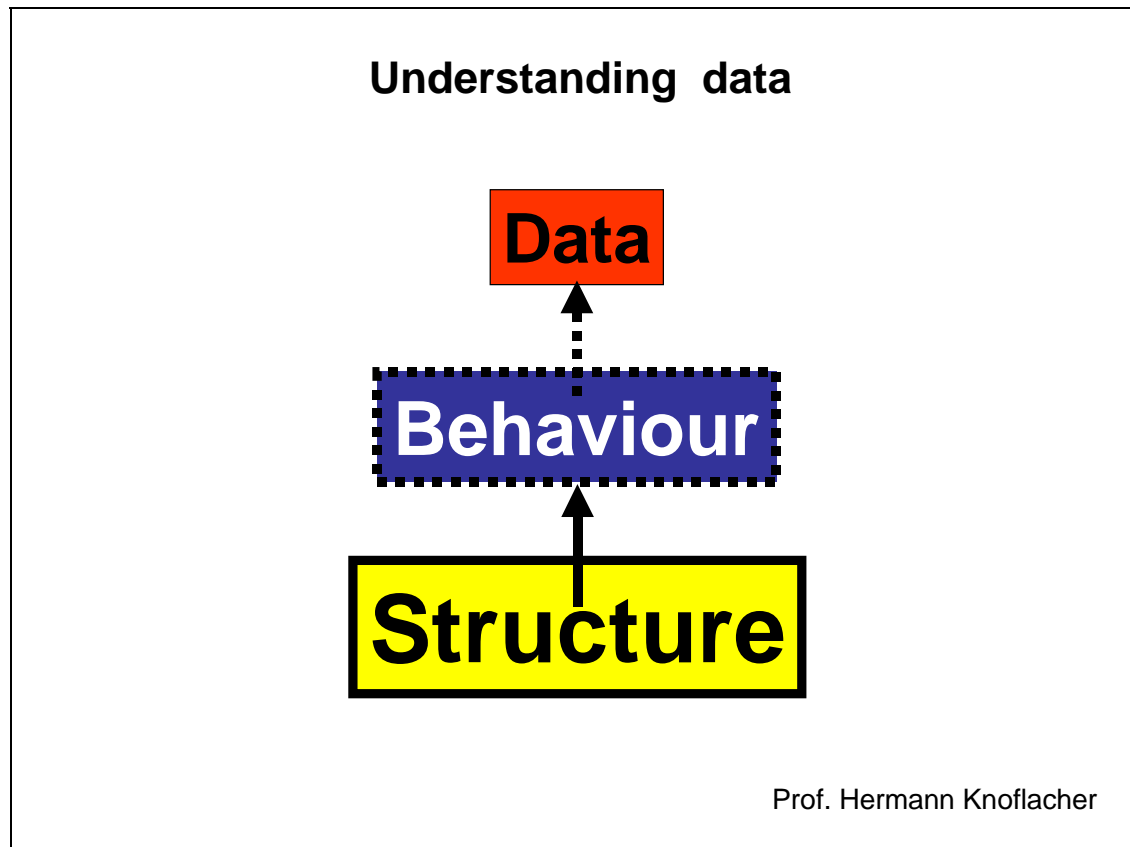 Understanding data
Data
Behaviour
Structure
Prof. Hermann Knoflacher